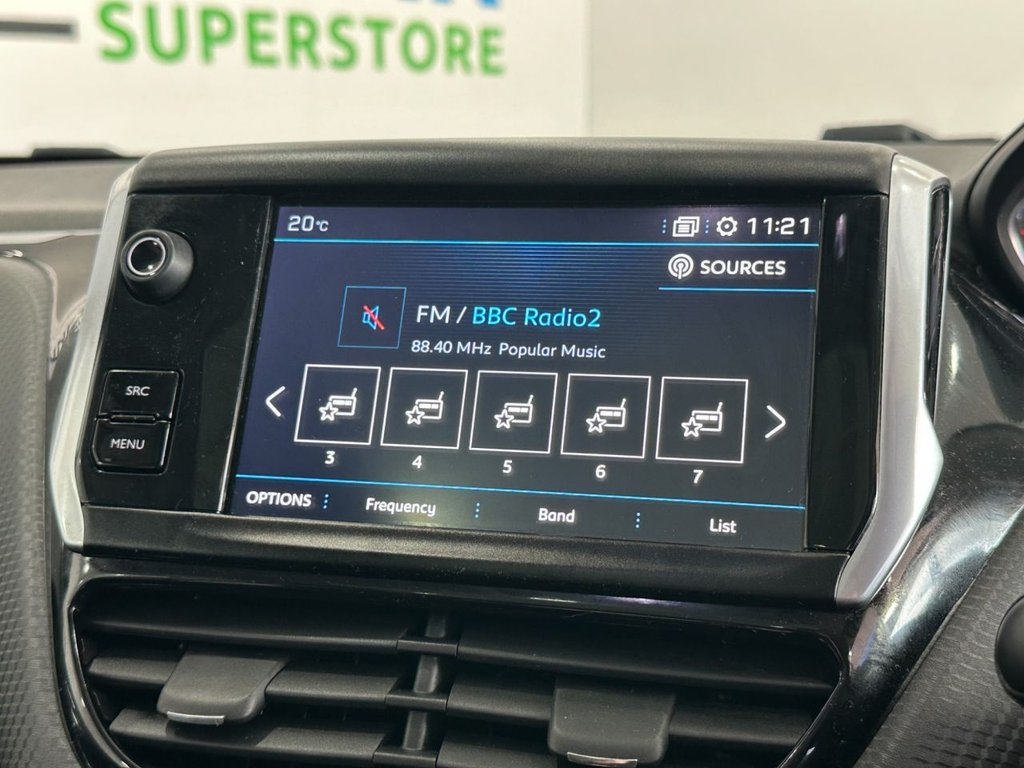 SUPERSTORE
20°C
11:21
SOURCES
FM / BBC Radio2
88.40 MHz Popular Music
SRC
MENU
3 4 5 6 7
OPTIONS Frequency Band List